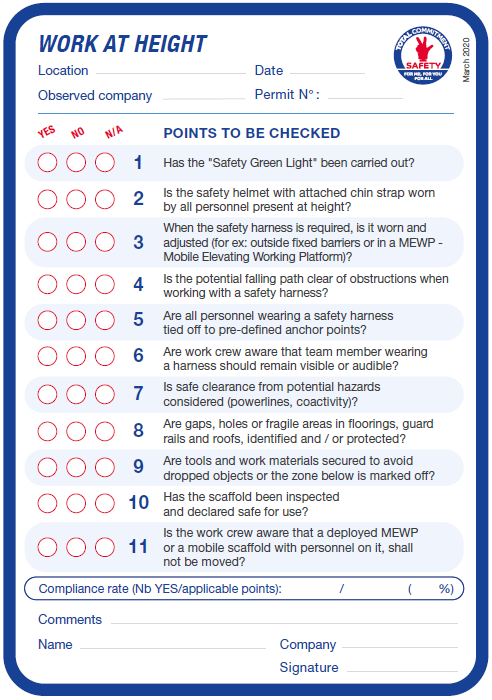 WORK AT HEIGHT
TOTAL COMMITMENT
SAFETY
FOR ME, FOR YOU
FOR ALL
March 2020
Location
Date
Observed company
Permit N° :
YES NO N/A
POINTS TO BE CHECKED
1 Has the "Safety Green Light" been carried out?
2 Is the safety helmet with attached chin strap worn
by all personnel present at height?
3 When the safety harness is required, is it worn and
adjusted (for ex: outside fixed barriers or in a MEWP -
Mobile Elevating Working Platform)?
4 Is the potential falling path clear of obstructions when
working with a safety harness?
5 Are all personnel wearing a safety harness
tied off to pre-defined anchor points?
6 Are work crew aware that team member wearing
a harness should remain visible or audible?
7 Is safe clearance from potential hazards
considered (powerlines, coactivity)?
8 Are gaps, holes or fragile areas in floorings, guard
rails and roofs, identified and / or protected?
9 Are tools and work materials secured to avoid
dropped objects or the zone below is marked off?
10 Has the scaffold been inspected
and declared safe for use?
11 Is the work crew aware that a deployed MEWP
or a mobile scaffold with personnel on it, shall
not be moved?
Compliance rate (Nb YES/applicable points): / ( %)
Comments
Name
Company
Signature